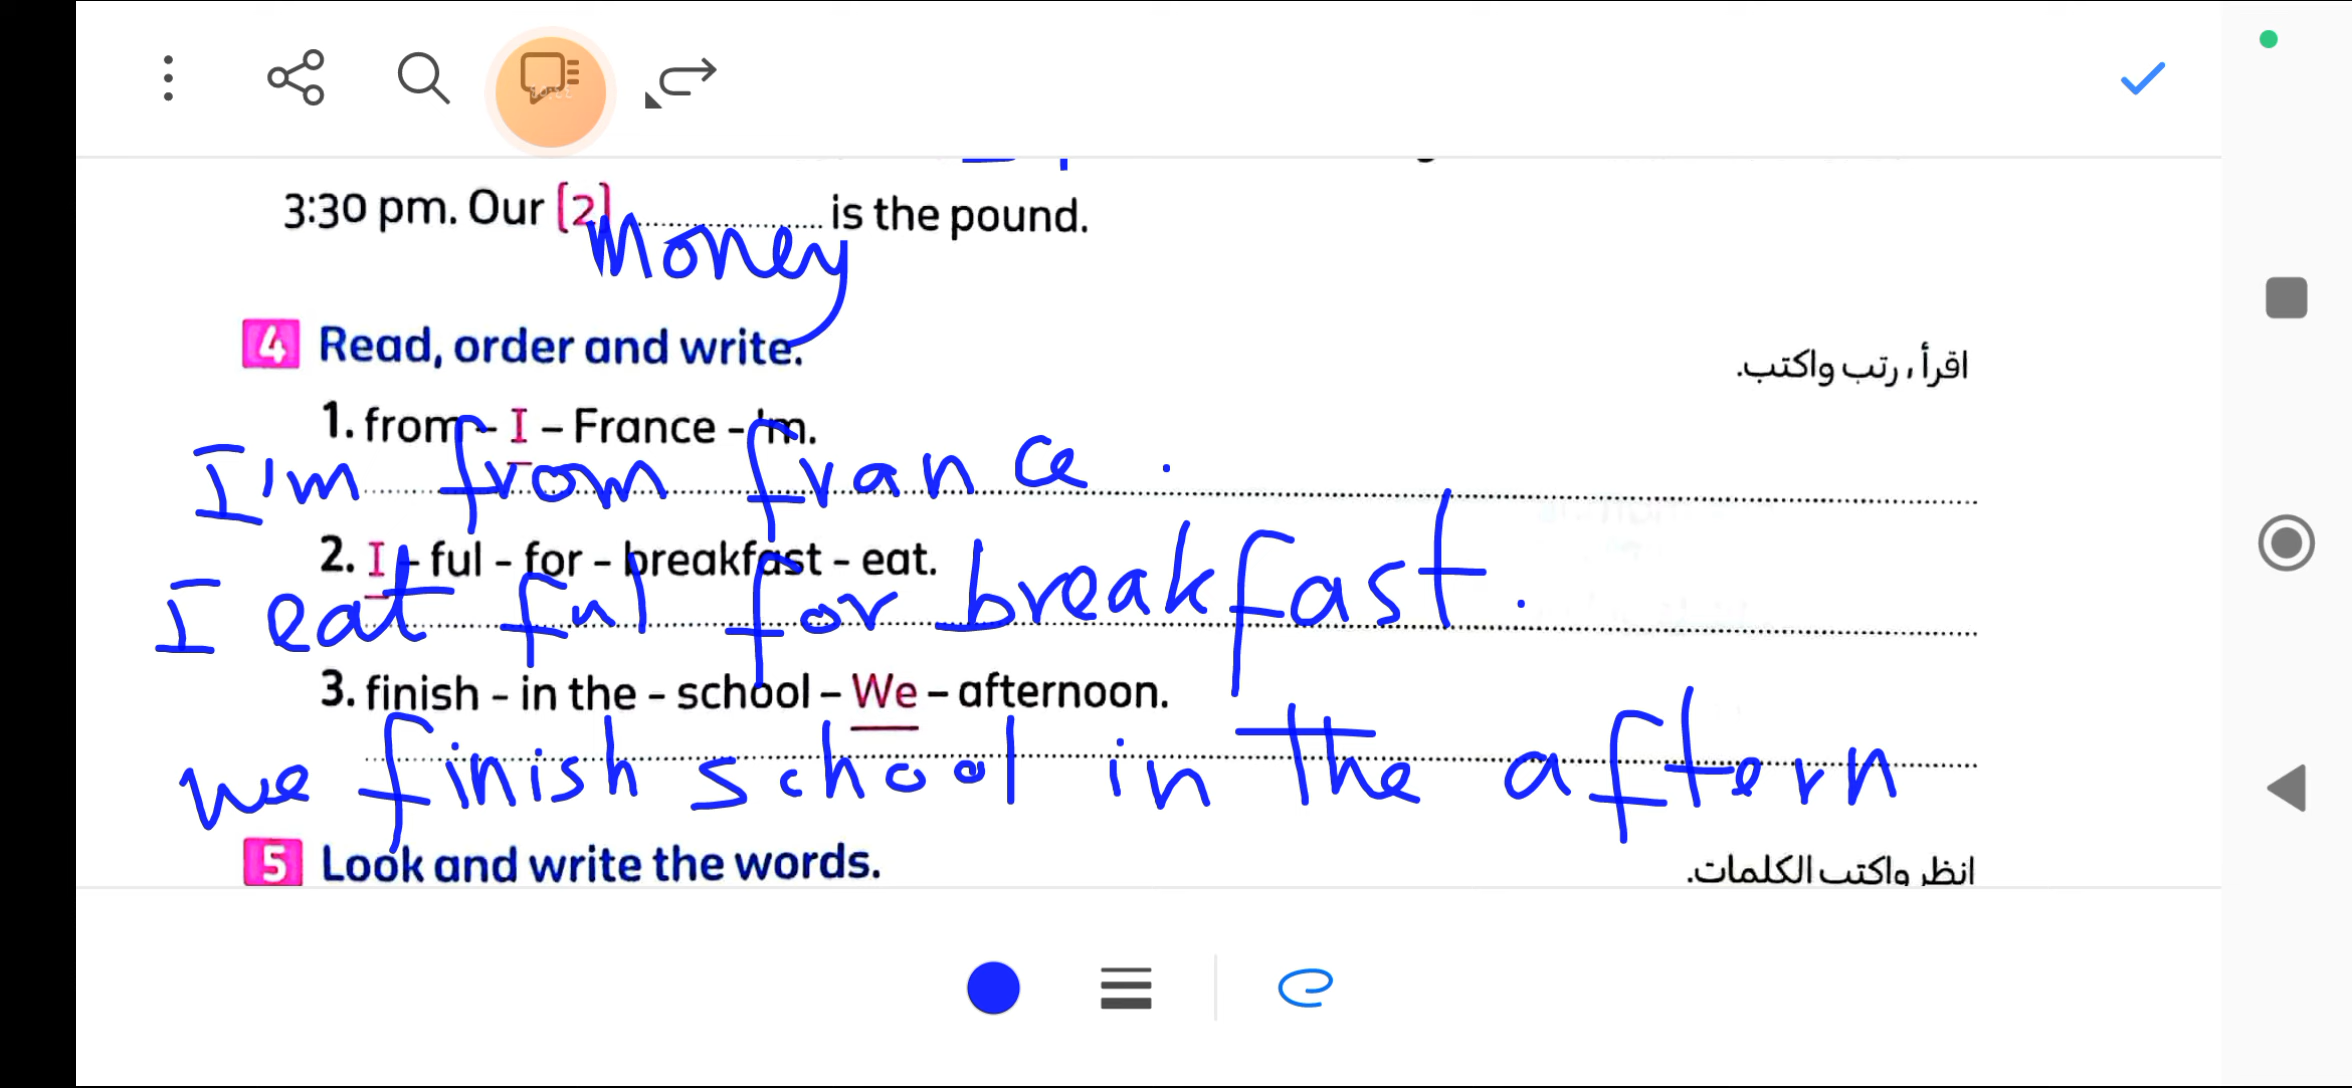 3:30 pm. Our [2] .................... is the pound.
Money
4 Read, order and write.
اقرأ، رتب واكتب.
1. from - I - France - 'm.
I'm from france.
2. I - ful - for - breakfast - eat.
I eat ful for breakfast.
3. finish - in the - school - We - afternoon.
we finish school in the aftern
5 Look and write the words.
انظر واكتب الكلمات.